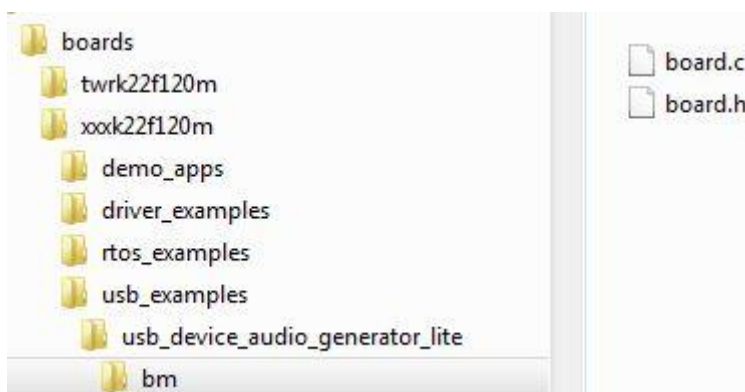 boards
twrk22f120m
xxxk22f120m
demo_apps
driver_examples
rtos_examples
usb_examples
usb_device_audio_generator_lite
bm
board.c
board.h